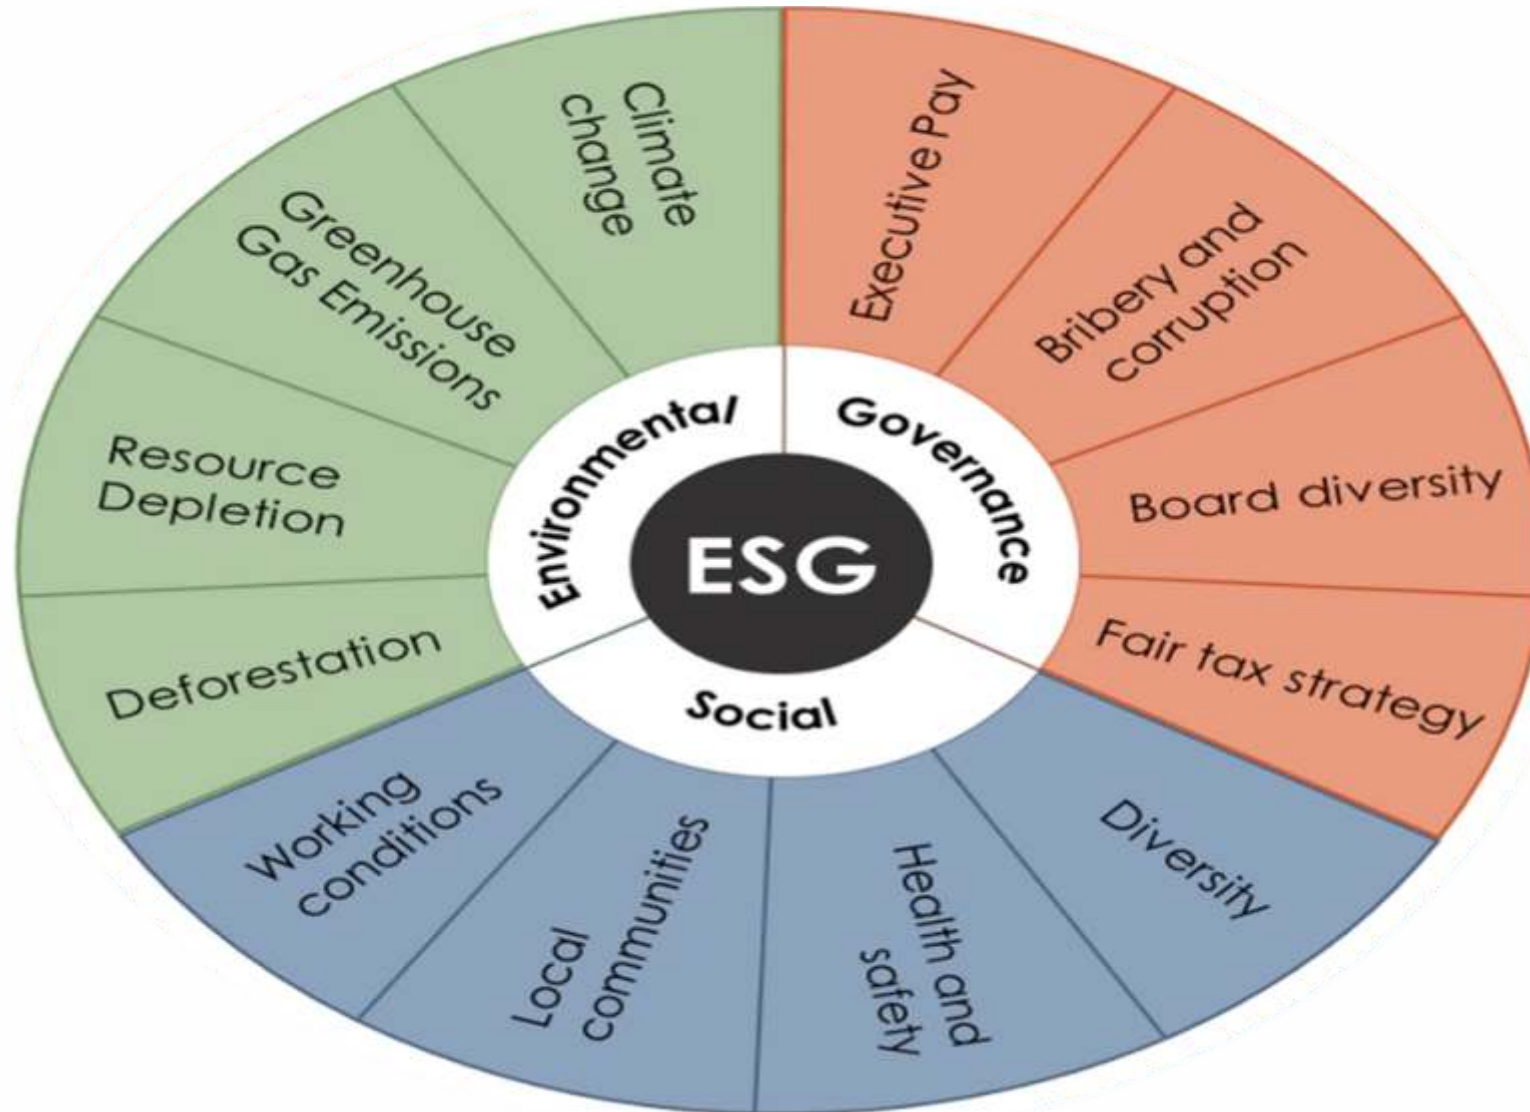 ESG
Environmental
Climate
change
Greenhouse
Gas Emissions
Resource
Depletion
Deforestation
Governance
Executive Pay
Bribery and
corruption
Board diversity
Fair tax strategy
Social
Diversity
Health and
safety
Local
communities
Working
conditions